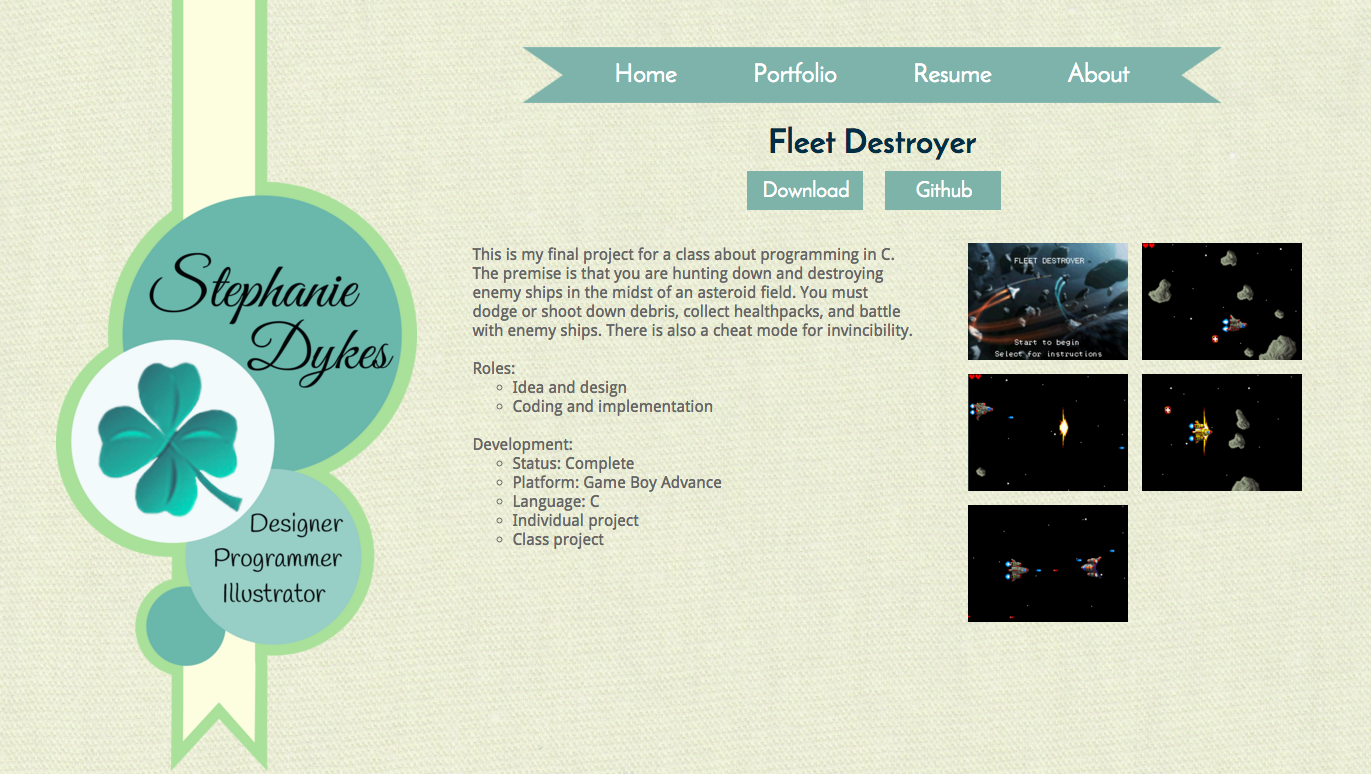 Home Portfolio Resume About
Stephanie
Dykes
Designer
Programmer
Illustrator
Fleet Destroyer
Download Github
This is my final project for a class about programming in C.
The premise is that you are hunting down and destroying
enemy ships in the midst of an asteroid field. You must
dodge or shoot down debris, collect healthpacks, and battle
with enemy ships. There is also a cheat mode for invincibility.
Roles:
Idea and design
Coding and implementation
Development:
Status: Complete
Platform: Game Boy Advance
Language: C
Individual project
Class project
FLEET DESTROYER
Start to begin
Select for instructions